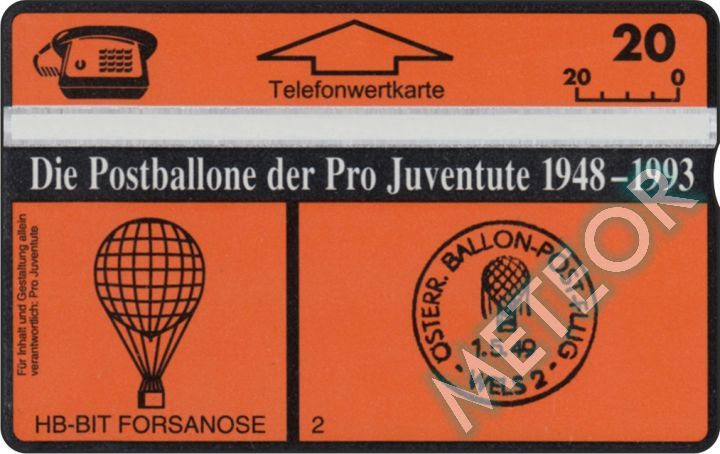 20
Telefonwertkarte
20 0
Die Postballone der Pro Juventute 1948–1993
Für Inhalt und Gestaltung allein
verantwortlich: Pro Juventute
HB-BIT FORSANOSE
2
ÖSTERR. BALLON-POSTFLUG
1.5.49
WELS 2
METEOR